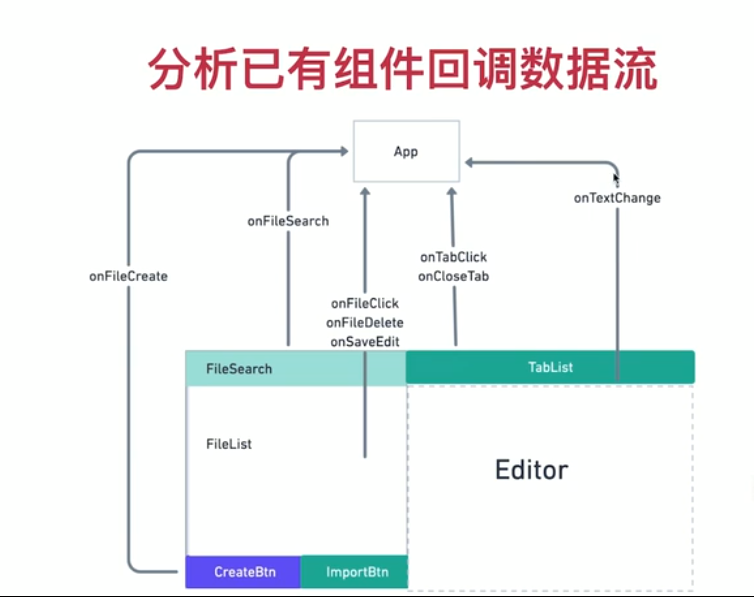 分析已有组件回调数据流
App
onFileSearch
onTextChange
onFileCreate
onTabClick
onCloseTab
onFileClick
onFileDelete
onSaveEdit
FileSearch
TabList
FileList
Editor
CreateBtn
ImportBtn